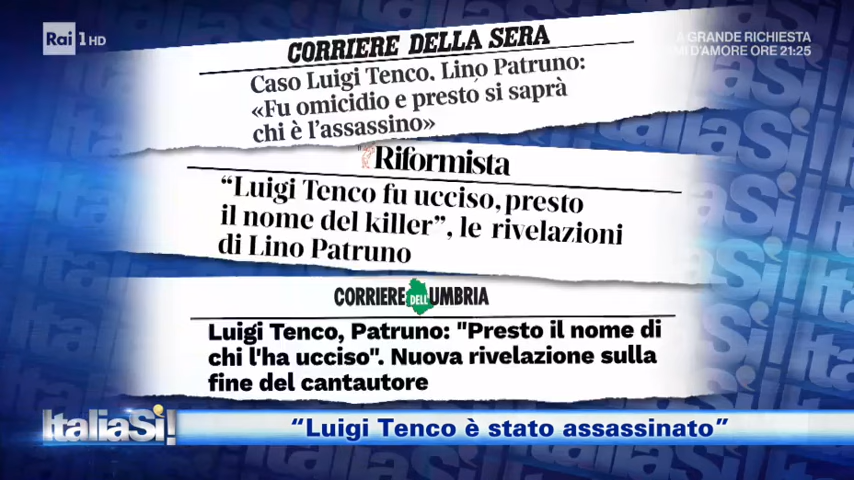 Rai 1 HD
A GRANDE RICHIESTA
MI D'AMORE ORE 21:25
CORRIERE DELLA SERA
Caso Luigi Tenco, Lino Patruno:
«Fu omicidio e presto si saprà
chi è l'assassino»
Riformista
“Luigi Tenco fu ucciso, presto
il nome del killer”, le rivelazioni
di Lino Patruno
CORRIERE DELL'UMBRIA
Luigi Tenco, Patruno: "Presto il nome di
chi l'ha ucciso". Nuova rivelazione sulla
fine del cantautore
ItaliaSì!
“Luigi Tenco è stato assassinato”